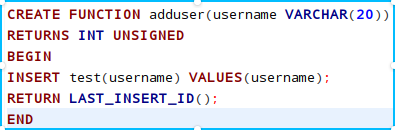 CREATE FUNCTION adduser(username VARCHAR(20))
RETURNS INT UNSIGNED
BEGIN
INSERT test(username) VALUES(username);
RETURN LAST_INSERT_ID();
END